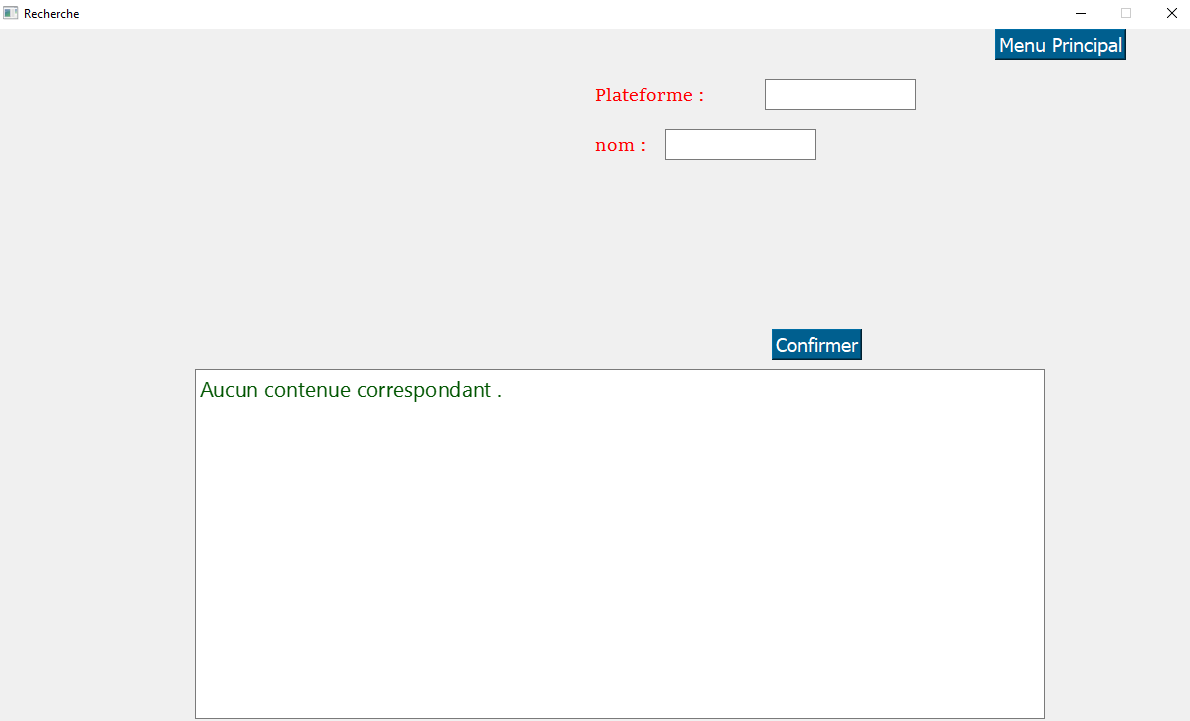 Recherche
Menu Principal
Plateforme :
nom :
Confirmer
Aucun contenue correspondant .